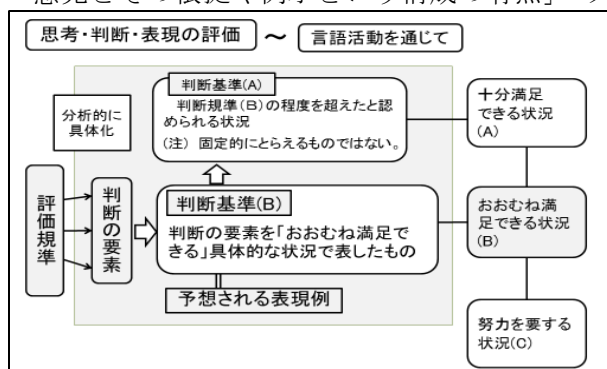 思考・判断・表現の評価 ～ 言語活動を通じて
分析的に
具体化
判断基準(A)
判断規準(B)の程度を超えたと認
められる状況
(注) 固定的にとらえるものではない。
十分満足
できる状況
(A)
評価規準
判断の要素
判断基準(B)
判断の要素を「おおむね満足で
きる」具体的な状況で表したもの
おおむね満
足できる状況
(B)
予想される表現例
努力を要する
状況(C)